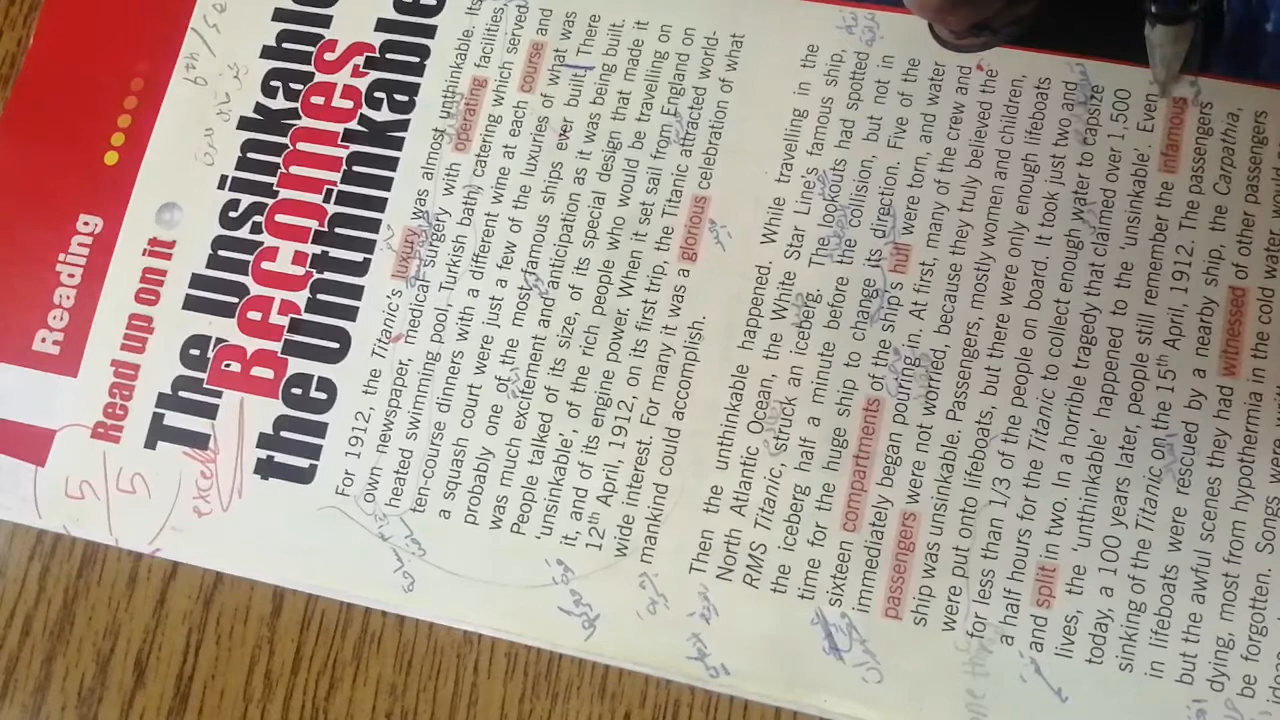 Reading
Read up on it
The Unsinkable
Becomes
the Unthinkable
5/5
For 1912, the Titanic's luxury was almost unthinkable. Its
own newspaper, medical surgery with operating facilities,
heated swimming pool, Turkish bath, catering which served
ten-course dinners with a different wine at each course and
a squash court were just a few of the luxuries of what was
probably one of the most famous ships ever built. There
was much excitement and anticipation as it was being built.
People talked of its size, of its special design that made it
'unsinkable', of the rich people who would be travelling on
it, and of its engine power. When it set sail from England on
12th April, 1912, on its first trip, the Titanic attracted world-
wide interest. For many it was a glorious celebration of what
mankind could accomplish.
Then the unthinkable happened. While travelling in the
North Atlantic Ocean, the White Star Line's famous ship,
RMS Titanic, struck an iceberg. The lookouts had spotted
the iceberg half a minute before the collision, but not in
time for the huge ship to change its direction. Five of the
sixteen compartments of the ship's hull were torn, and water
immediately began pouring in. At first, many of the crew and
passengers were not worried, because they truly believed the
ship was unsinkable. Passengers, mostly women and children,
were put onto lifeboats, but there were only enough lifeboats
for less than 1/3 of the people on board. It took just two and
a half hours for the Titanic to collect enough water to capsize
and split in two. In a horrible tragedy that claimed over 1,500
lives, the 'unthinkable' happened to the 'unsinkable'. Even
today, a 100 years later, people still remember the infamous
sinking of the Titanic on the 15th April, 1912. The passengers
in lifeboats were rescued by a nearby ship, the Carpathia,
but the awful scenes they had witnessed of other passengers
dying, most from hypothermia in the cold water
be forgotten. Songs